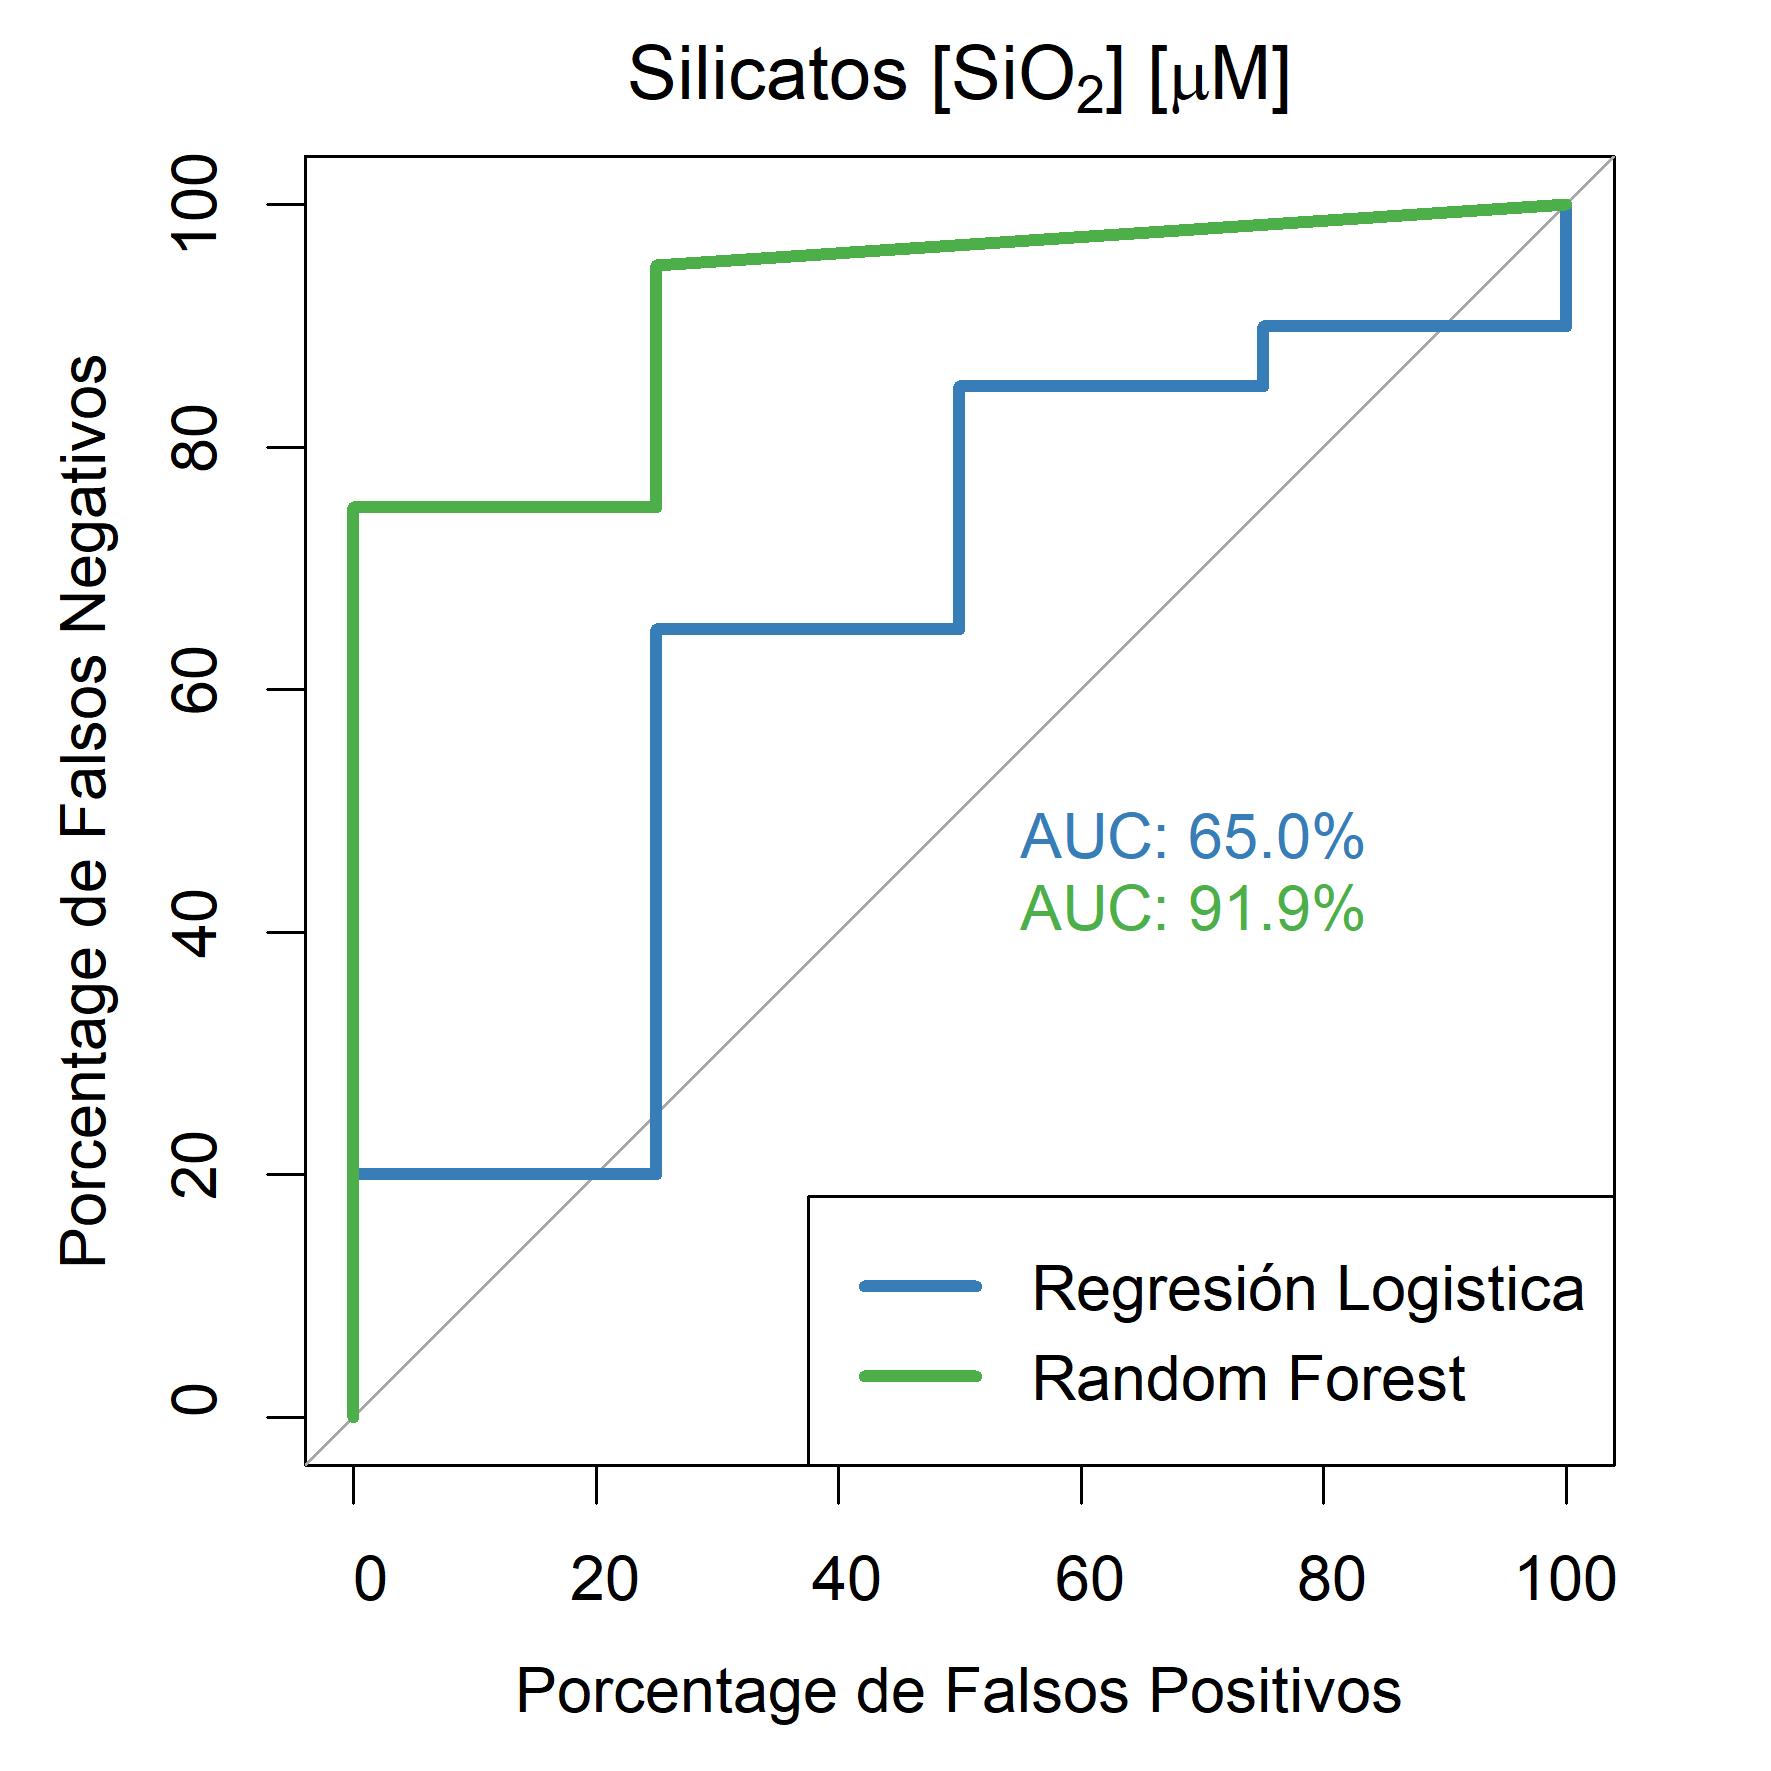 Silicatos [SiO₂] [μM]
Porcentage de Falsos Negativos
100
80
60
40
20
0
AUC: 65.0%
AUC: 91.9%
Regresión Logistica
Random Forest
0 20 40 60 80 100
Porcentage de Falsos Positivos